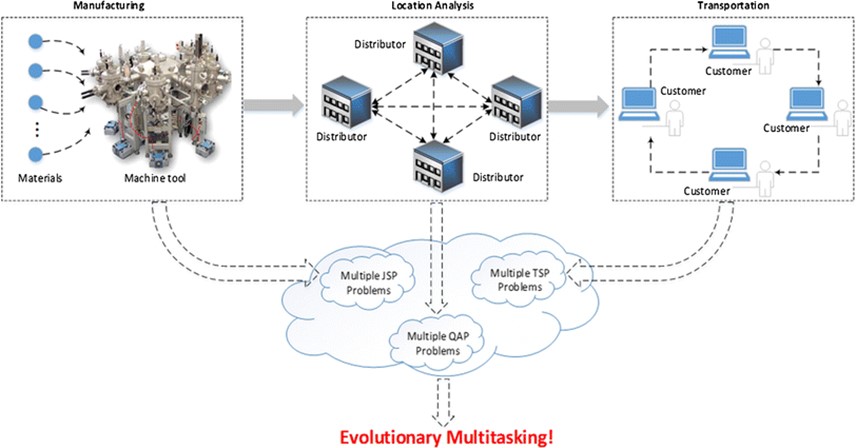 Manufacturing
Location Analysis
Transportation
Materials
Machine tool
Distributor
Distributor
Distributor
Distributor
Customer
Customer
Customer
Customer
Multiple JSP
Problems
Multiple TSP
Problems
Multiple QAP
Problems
Evolutionary Multitasking!